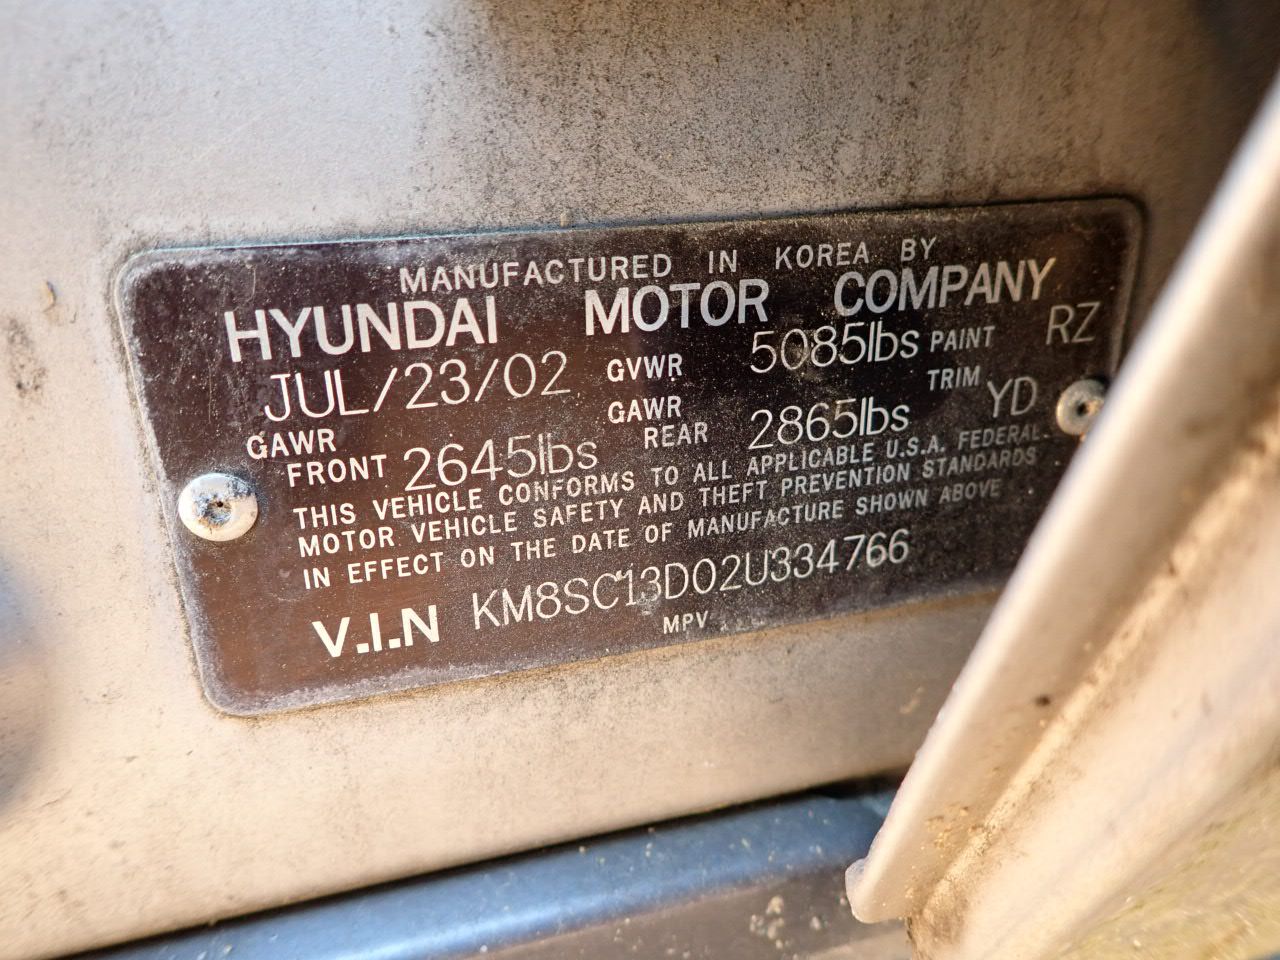 MANUFACTURED IN KOREA BY
HYUNDAI MOTOR COMPANY
JUL/23/02 GVWR 5085lbs PAINT RZ
GAWR FRONT 2645lbs GAWR REAR 2865lbs TRIM YD
THIS VEHICLE CONFORMS TO ALL APPLICABLE U.S.A. FEDERAL
MOTOR VEHICLE SAFETY AND THEFT PREVENTION STANDARDS
IN EFFECT ON THE DATE OF MANUFACTURE SHOWN ABOVE
V.I.N KM8SC13D02U334766
MPV